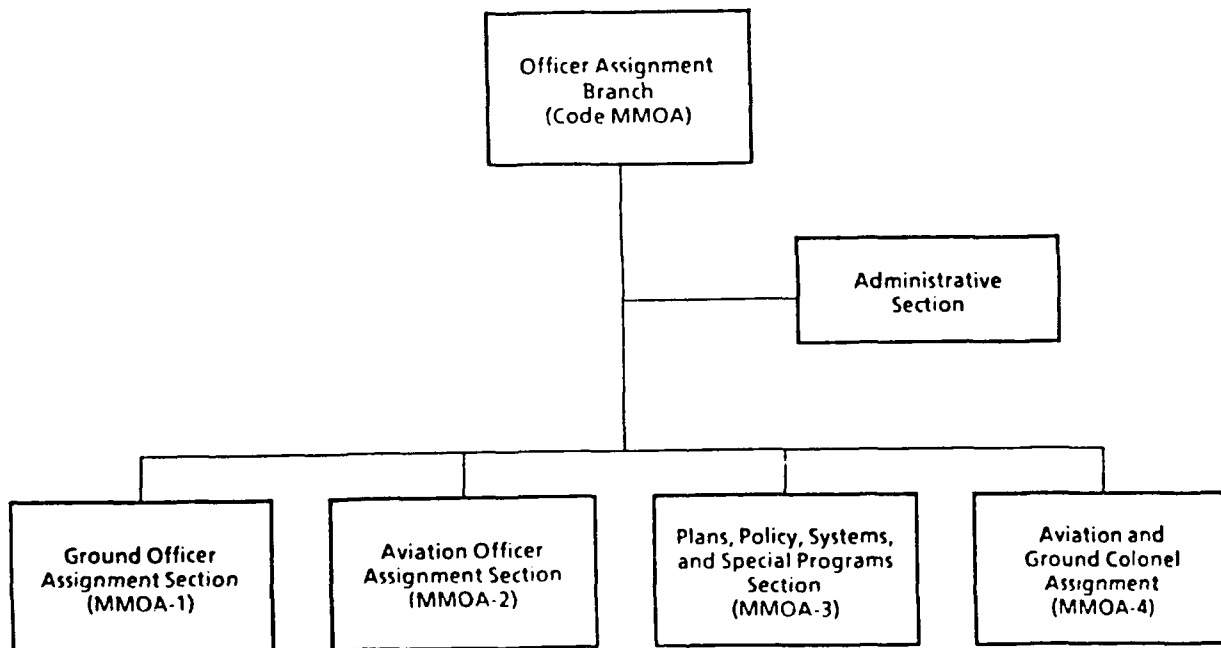 Officer Assignment
Branch
(Code MMOA)
Administrative
Section
Ground Officer
Assignment Section
(MMOA-1)
Aviation Officer
Assignment Section
(MMOA-2)
Plans, Policy, Systems,
and Special Programs
Section
(MMOA-3)
Aviation and
Ground Colonel
Assignment
(MMOA-4)